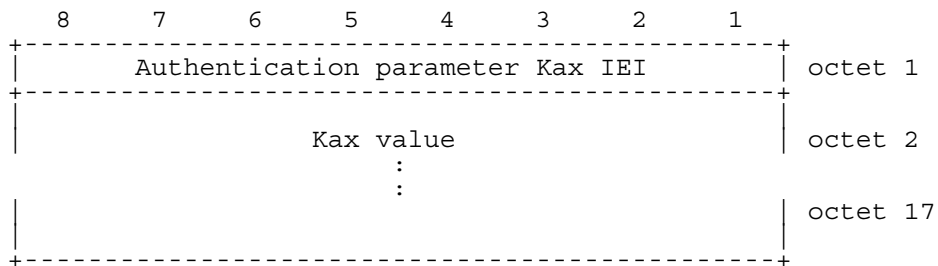 8 7 6 5 4 3 2 1
Authentication parameter Kax IEI octet 1
Kax value octet 2
:
:
octet 17